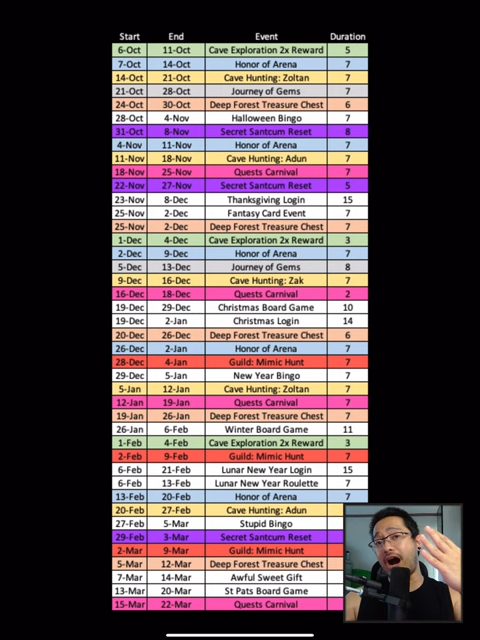 Start End Event Duration
6-Oct 11-Oct Cave Exploration 2x Reward 5
7-Oct 14-Oct Honor of Arena 7
14-Oct 21-Oct Cave Hunting: Zoltan 7
21-Oct 28-Oct Journey of Gems 7
24-Oct 30-Oct Deep Forest Treasure Chest 6
28-Oct 4-Nov Halloween Bingo 7
31-Oct 8-Nov Secret Santcum Reset 8
4-Nov 11-Nov Honor of Arena 7
11-Nov 18-Nov Cave Hunting: Adun 7
18-Nov 25-Nov Quests Carnival 7
22-Nov 27-Nov Secret Santcum Reset 5
23-Nov 8-Dec Thanksgiving Login 15
25-Nov 2-Dec Fantasy Card Event 7
25-Nov 2-Dec Deep Forest Treasure Chest 7
1-Dec 4-Dec Cave Exploration 2x Reward 3
2-Dec 9-Dec Honor of Arena 7
5-Dec 13-Dec Journey of Gems 8
9-Dec 16-Dec Cave Hunting: Zak 7
16-Dec 18-Dec Quests Carnival 2
19-Dec 29-Dec Christmas Board Game 10
19-Dec 2-Jan Christmas Login 14
20-Dec 26-Dec Deep Forest Treasure Chest 6
26-Dec 2-Jan Honor of Arena 7
28-Dec 4-Jan Guild: Mimic Hunt 7
29-Dec 5-Jan New Year Bingo 7
5-Jan 12-Jan Cave Hunting: Zoltan 7
12-Jan 19-Jan Quests Carnival 7
19-Jan 26-Jan Deep Forest Treasure Chest 7
26-Jan 6-Feb Winter Board Game 11
1-Feb 4-Feb Cave Exploration 2x Reward 3
2-Feb 9-Feb Guild: Mimic Hunt 7
6-Feb 21-Feb Lunar New Year Login 15
6-Feb 13-Feb Lunar New Year Roulette 7
13-Feb 20-Feb Honor of Arena 7
20-Feb 27-Feb Cave Hunting: Adun
27-Feb 5-Mar Stupid Bingo
29-Feb 3-Mar Secret Santcum Reset
2-Mar 9-Mar Guild: Mimic Hunt
5-Mar 12-Mar Deep Forest Treasure Chest
7-Mar 14-Mar Awful Sweet Gift
13-Mar 20-Mar St Pats Board Game
15-Mar 22-Mar Quests Carnival